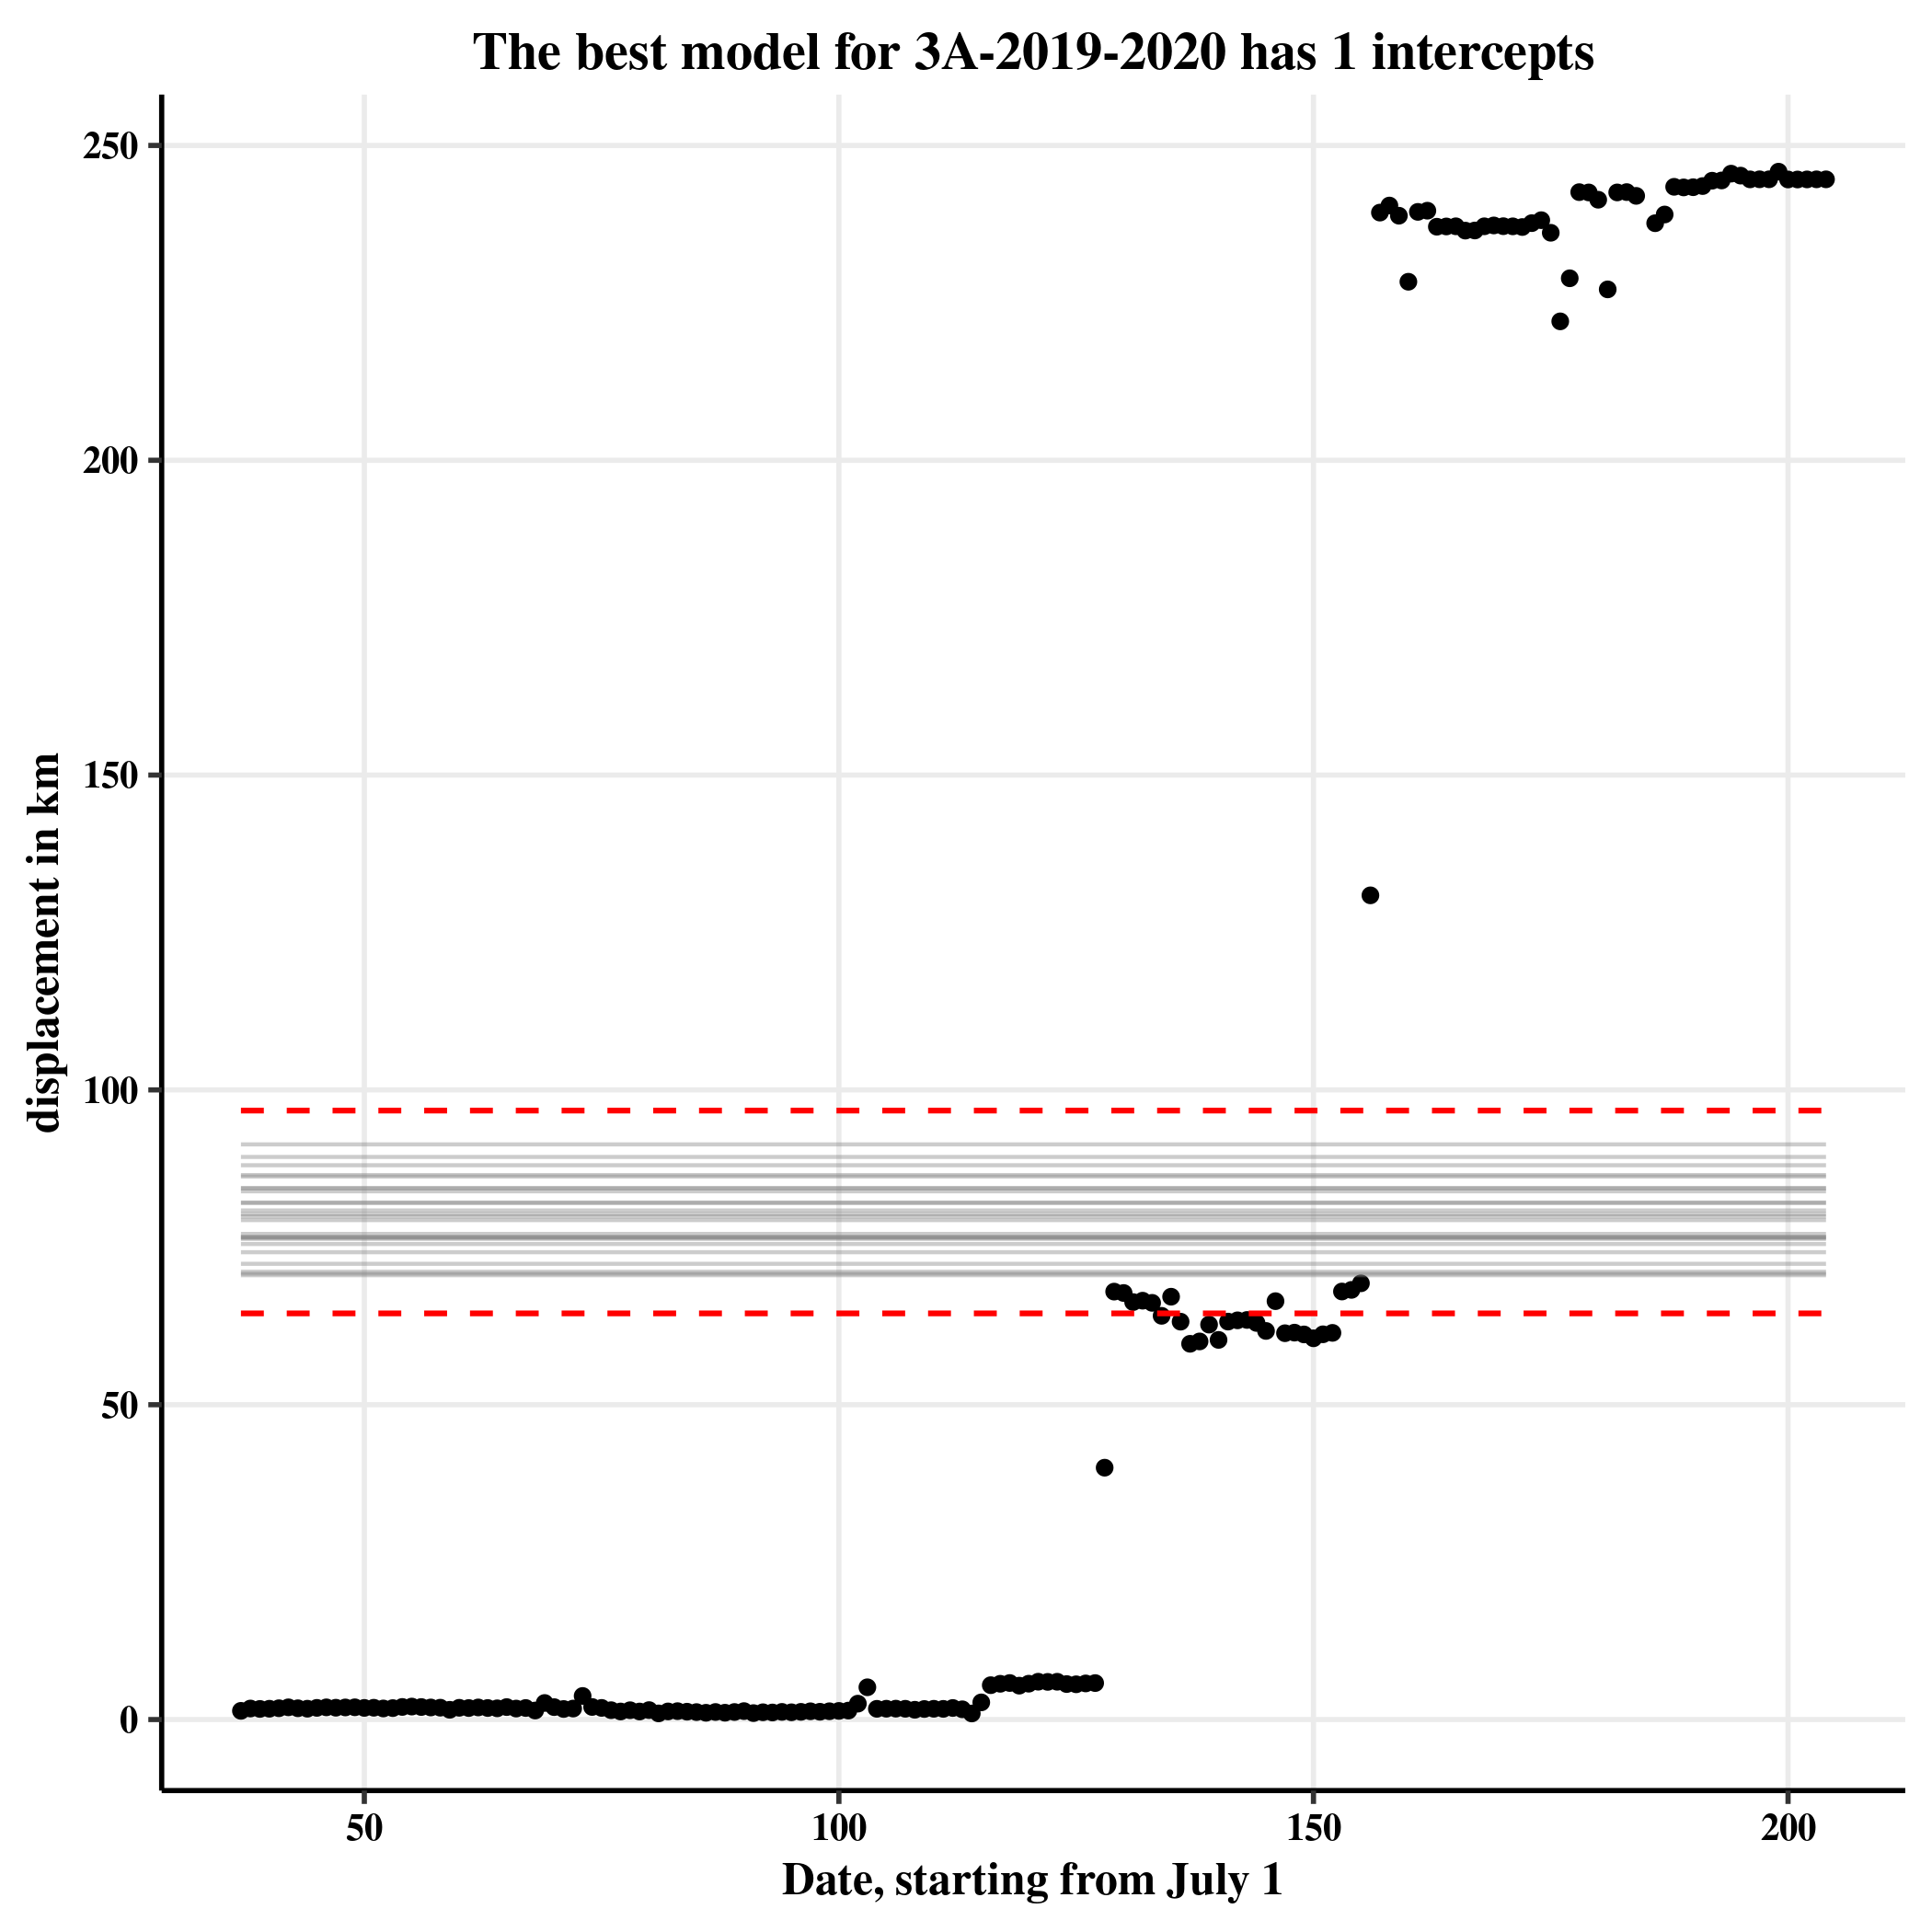 The best model for 3A-2019-2020 has 1 intercepts
250
200
150
100
50
0
displacement in km
50 100 150 200
Date, starting from July 1